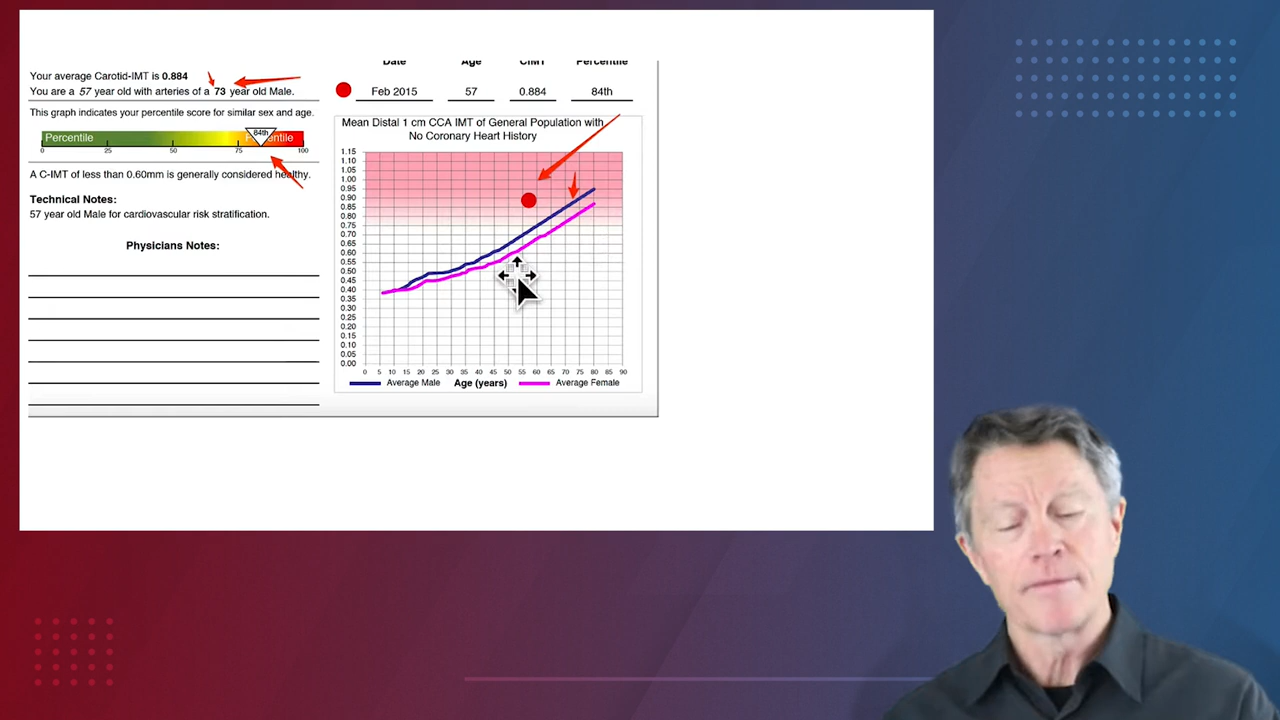 Your average Carotid-IMT is 0.884
You are a 57 year old with arteries of a 73 year old Male.
This graph indicates your percentile score for similar sex and age.
Percentile
84th
Percentile
0 25 50 75 100
A C-IMT of less than 0.60mm is generally considered healthy.
Technical Notes:
57 year old Male for cardiovascular risk stratification.
Physicians Notes:
Date Age CIMT Percentile
Feb 2015 57 0.884 84th
Mean Distal 1 cm CCA IMT of General Population with
No Coronary Heart History
1.15
1.10
1.05
1.00
0.95
0.90
0.85
0.80
0.75
0.70
0.65
0.60
0.55
0.50
0.45
0.40
0.35
0.30
0.25
0.20
0.15
0.10
0.05
0.00
0 5 10 15 20 25 30 35 40 45 50 55 60 65 70 75 80 85 90
Average Male Age (years) Average Female